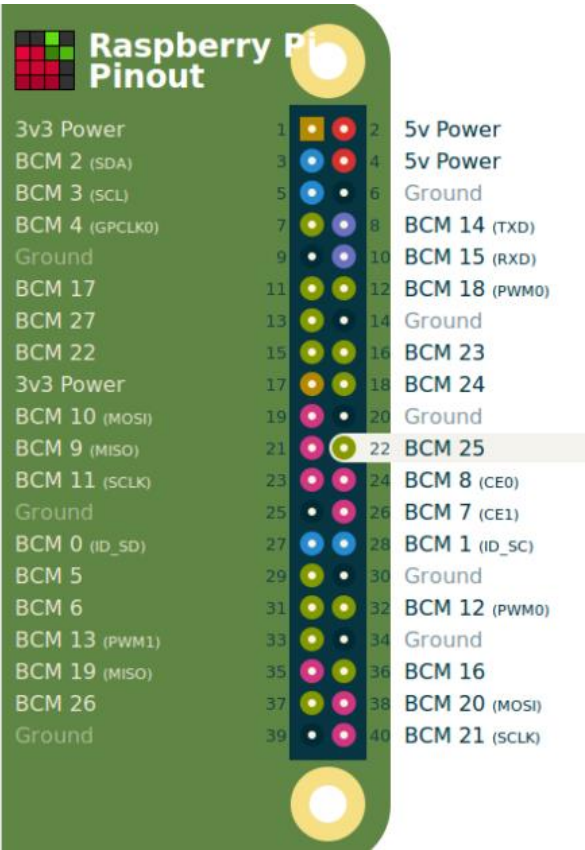 Raspberry Pi
Pinout
3v3 Power 1 2 5v Power
BCM 2 (SDA) 3 4 5v Power
BCM 3 (SCL) 5 6 Ground
BCM 4 (GPCLK0) 7 8 BCM 14 (TXD)
Ground 9 10 BCM 15 (RXD)
BCM 17 11 12 BCM 18 (PWM0)
BCM 27 13 14 Ground
BCM 22 15 16 BCM 23
3v3 Power 17 18 BCM 24
BCM 10 (MOSI) 19 20 Ground
BCM 9 (MISO) 21 22 BCM 25
BCM 11 (SCLK) 23 24 BCM 8 (CE0)
Ground 25 26 BCM 7 (CE1)
BCM 0 (ID_SD) 27 28 BCM 1 (ID_SC)
BCM 5 29 30 Ground
BCM 6 31 32 BCM 12 (PWM0)
BCM 13 (PWM1) 33 34 Ground
BCM 19 (MISO) 35 36 BCM 16
BCM 26 37 38 BCM 20 (MOSI)
Ground 39 40 BCM 21 (SCLK)